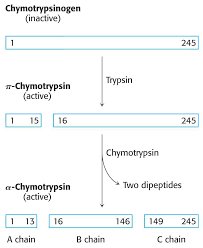 Chymotrypsinogen
(inactive)
1 245
Trypsin
π-Chymotrypsin
(active)
1 15 16 245
Chymotrypsin
Two dipeptides
α-Chymotrypsin
(active)
1 13 16 146 149 245
A chain B chain C chain